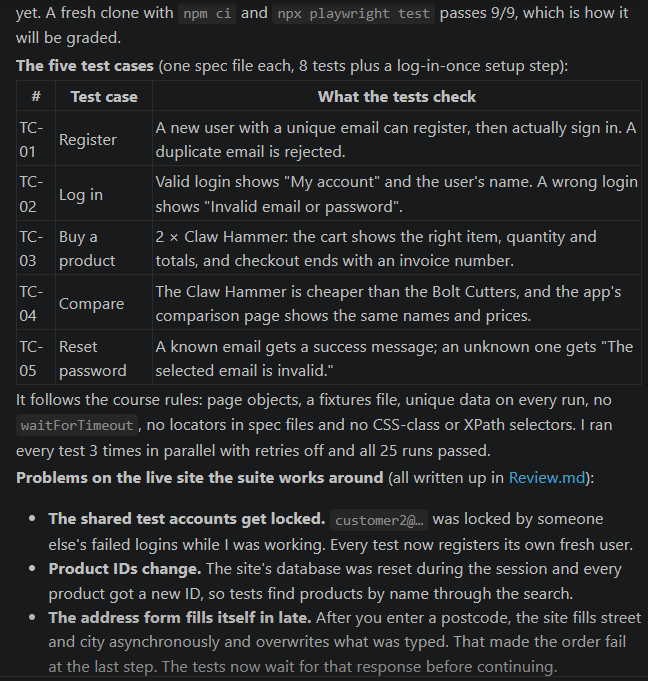 yet. A fresh clone with npm ci and npx playwright test passes 9/9, which is how it
will be graded.
The five test cases (one spec file each, 8 tests plus a log-in-once setup step):
# Test case What the tests check
TC-01 Register A new user with a unique email can register, then actually sign in. A
duplicate email is rejected.
TC-02 Log in Valid login shows "My account" and the user's name. A wrong login
shows "Invalid email or password".
TC-03 Buy a product 2 × Claw Hammer: the cart shows the right item, quantity and
totals, and checkout ends with an invoice number.
TC-04 Compare The Claw Hammer is cheaper than the Bolt Cutters, and the app's
comparison page shows the same names and prices.
TC-05 Reset password A known email gets a success message; an unknown one gets "The
selected email is invalid."
It follows the course rules: page objects, a fixtures file, unique data on every run, no
waitForTimeout, no locators in spec files and no CSS-class or XPath selectors. I ran
every test 3 times in parallel with retries off and all 25 runs passed.
Problems on the live site the suite works around (all written up in Review.md):
• The shared test accounts get locked. customer2@… was locked by someone
else's failed logins while I was working. Every test now registers its own fresh user.
• Product IDs change. The site's database was reset during the session and every
product got a new ID, so tests find products by name through the search.
• The address form fills itself in late. After you enter a postcode, the site fills street
and city asynchronously and overwrites what was typed. That made the order fail
at the last step. The tests now wait for that response before continuing.